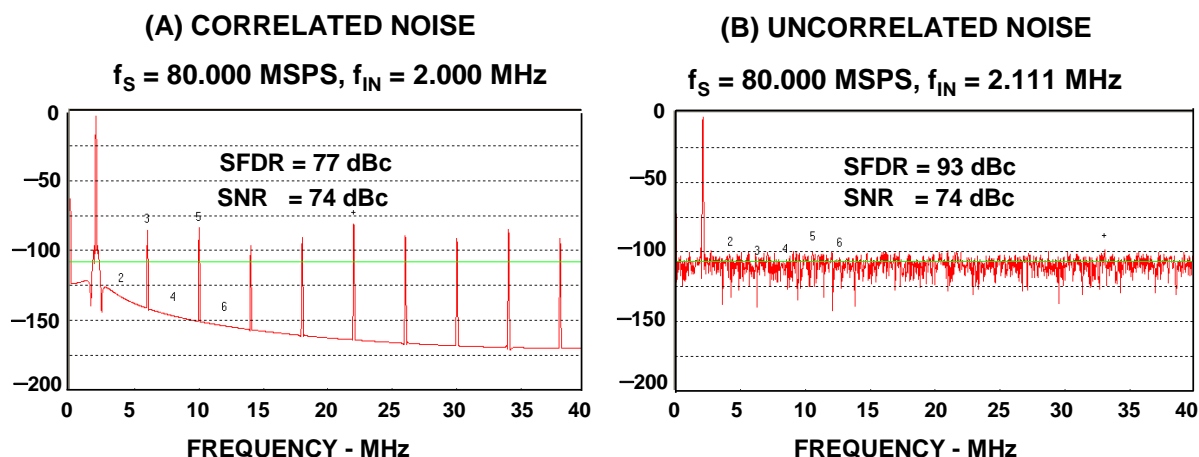 (A) CORRELATED NOISE
fS = 80.000 MSPS, fIN = 2.000 MHz
SFDR = 77 dBc
SNR = 74 dBc
0
–50
–100
–150
–200
3
5
+
2
4
6
0 5 10 15 20 25 30 35 40
FREQUENCY - MHz
(B) UNCORRELATED NOISE
fS = 80.000 MSPS, fIN = 2.111 MHz
SFDR = 93 dBc
SNR = 74 dBc
0
–50
–100
–150
–200
2
3
4
5
6
+
0 5 10 15 20 25 30 35 40
FREQUENCY - MHz